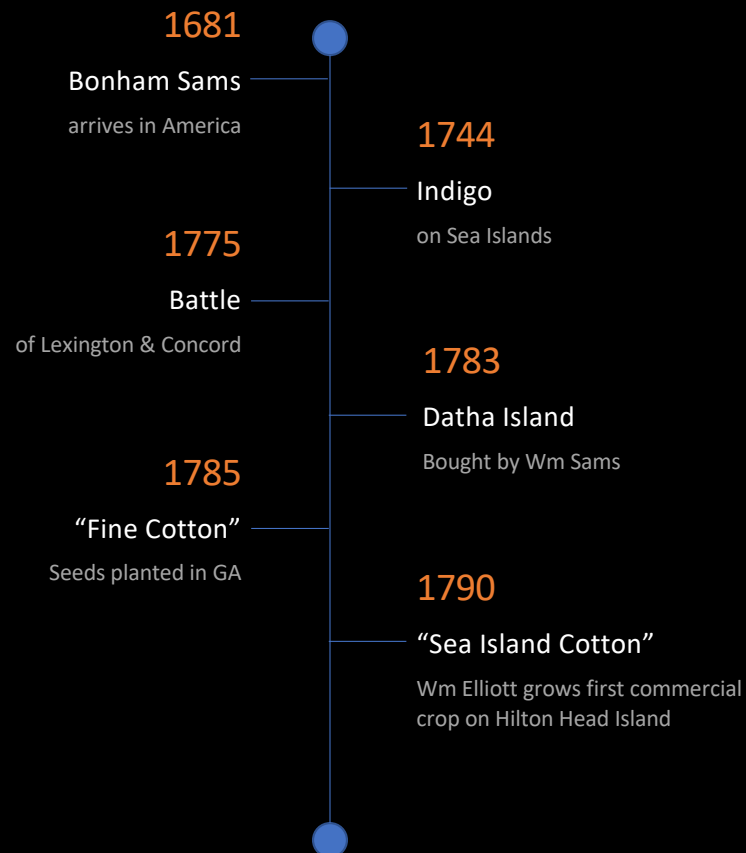 1681
Bonham Sams
arrives in America
1744
Indigo
on Sea Islands
1775
Battle
of Lexington & Concord
1783
Datha Island
Bought by Wm Sams
1785
“Fine Cotton”
Seeds planted in GA
1790
“Sea Island Cotton”
Wm Elliott grows first commercial
crop on Hilton Head Island